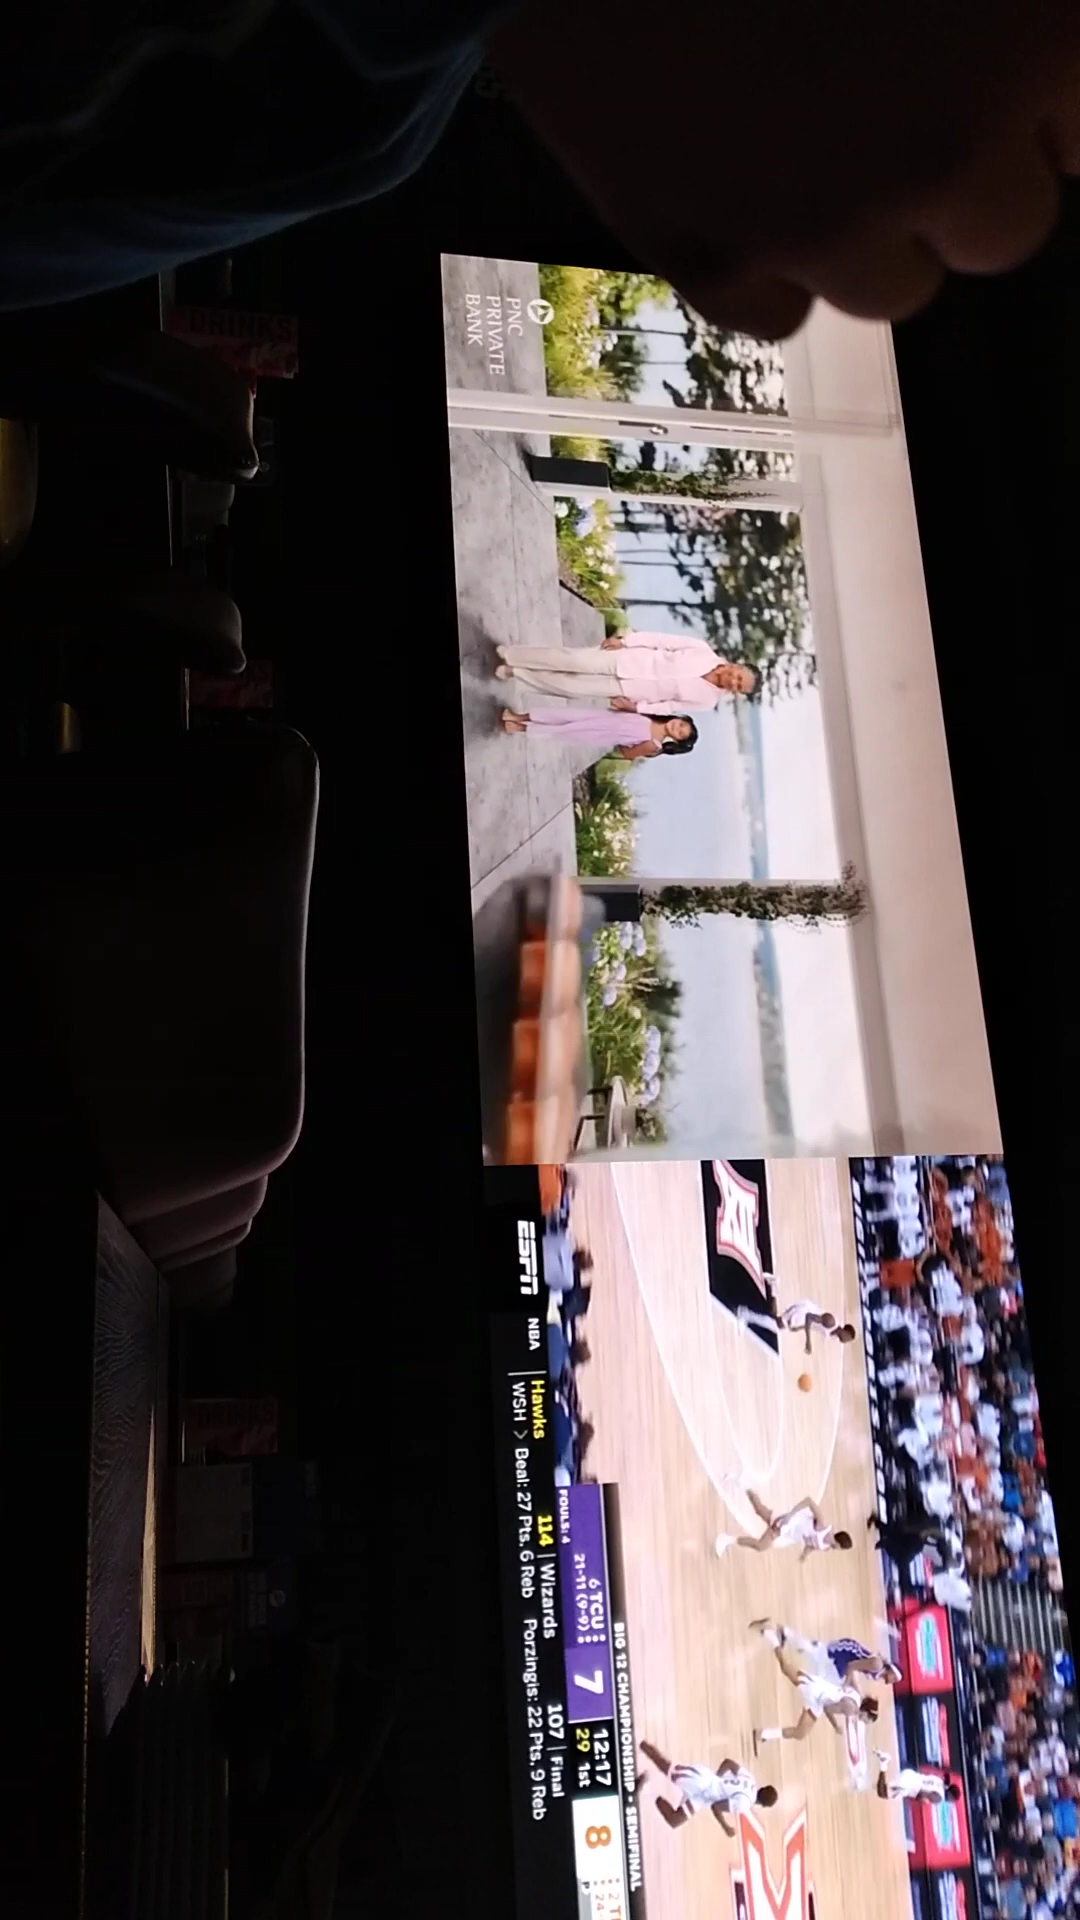 PNC
PRIVATE
BANK
BIG 12 CHAMPIONSHIP - SEMIFINAL
6 TCU
21-11 (9-9)
7
12:17
29 1st
8
FOULS: 4
ESPN
NBA
Hawks 114 Wizards 107 Final
WSH > Beal: 27 Pts, 6 Reb Porzingis: 22 Pts, 9 Reb
DRINKS
DRINKS